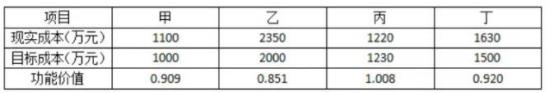 项目 甲 乙 丙 丁
现实成本(万元) 1100 2350 1220 1630
目标成本(万元) 1000 2000 1230 1500
功能价值 0.909 0.851 1.008 0.920